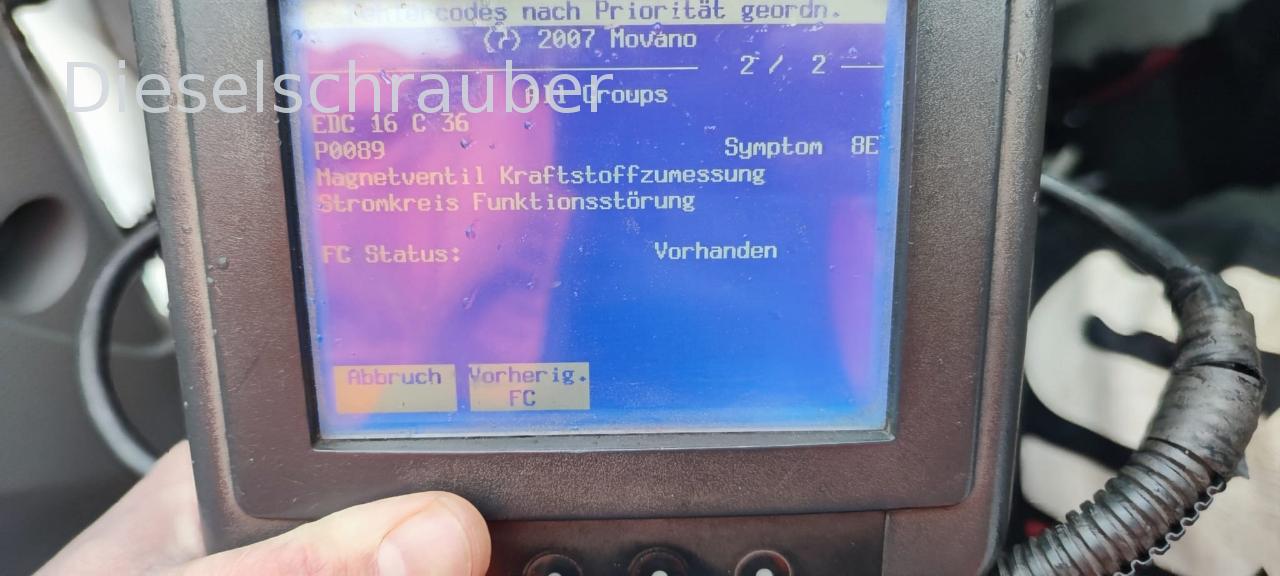 codes nach Priorität geordn.
(7) 2007 Movano
2 / 2
Dieselschrauber
Groups
EDC 16 C 36
P0089 Symptom 8E
Magnetventil Kraftstoffzumessung
Stromkreis Funktionsstörung
FC Status: Vorhanden
Abbruch Vorherig.
FC